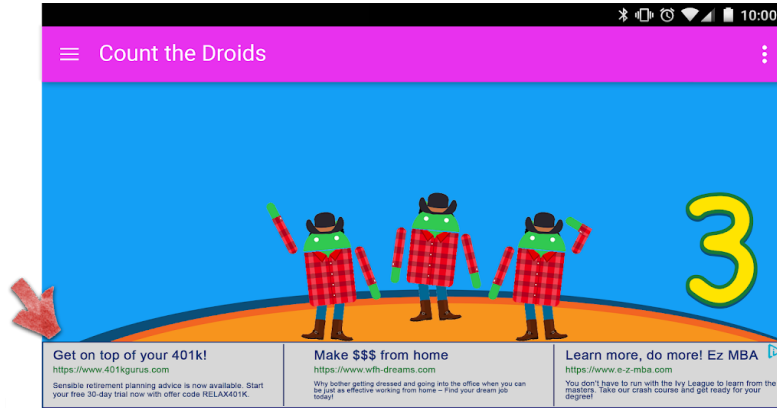 10:00
Count the Droids
3
Get on top of your 401k!
https://www.401kgurus.com
Sensible retirement planning advice is now available. Start
your free 30-day trial now with offer code RELAX401K.
Make $$$ from home
https://www.wfh-dreams.com
Why bother getting dressed and going into the office when you can
be just as effective working from home – Find your dream job
today!
Learn more, do more! Ez MBA
https://www.e-z-mba.com
You don't have to run with the Ivy League to learn from the
masters. Take our crash course and get ready for your
degree!